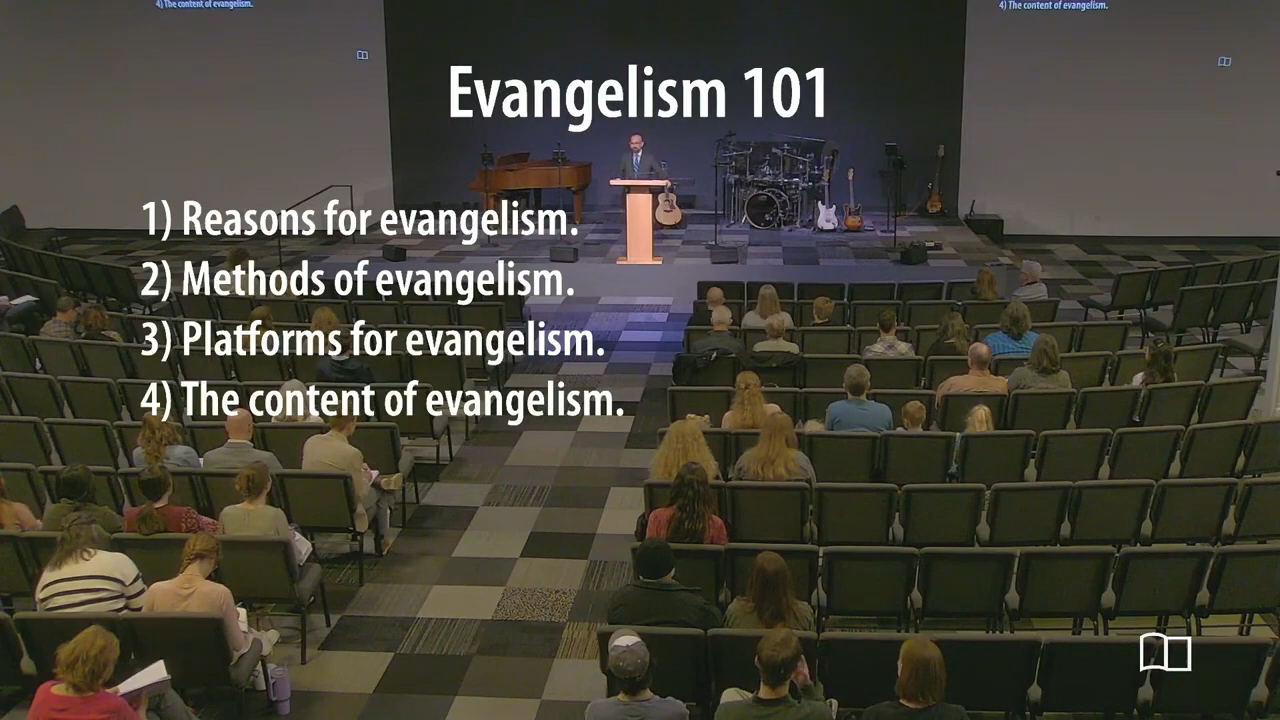 4) The content of evangelism.
4) The content of evangelism.
Evangelism 101
1) Reasons for evangelism.
2) Methods of evangelism.
3) Platforms for evangelism.
4) The content of evangelism.